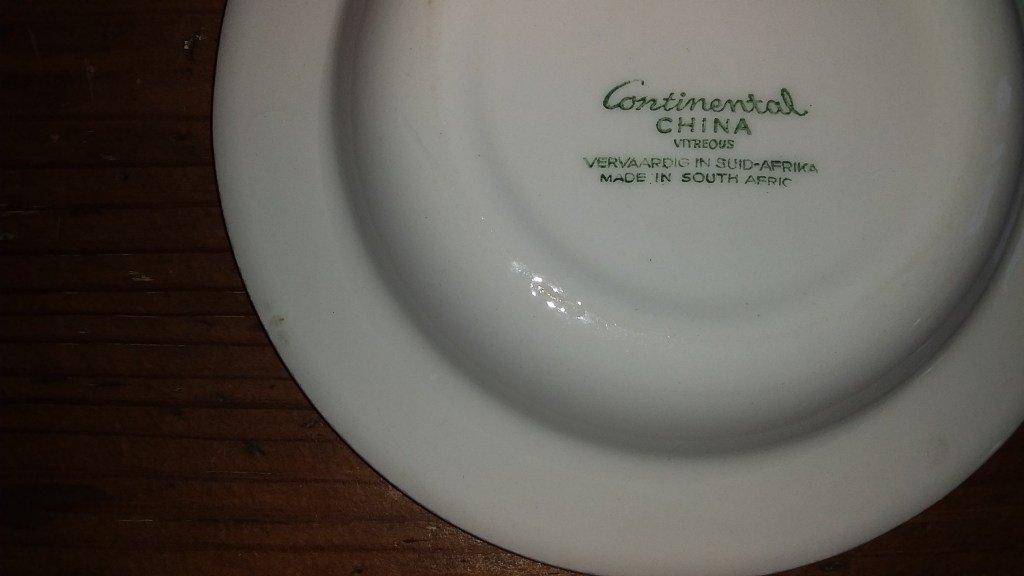 Continental
CHINA
VITREOUS
VERVAARDIG IN SUID-AFRIKA
MADE IN SOUTH AFRIC